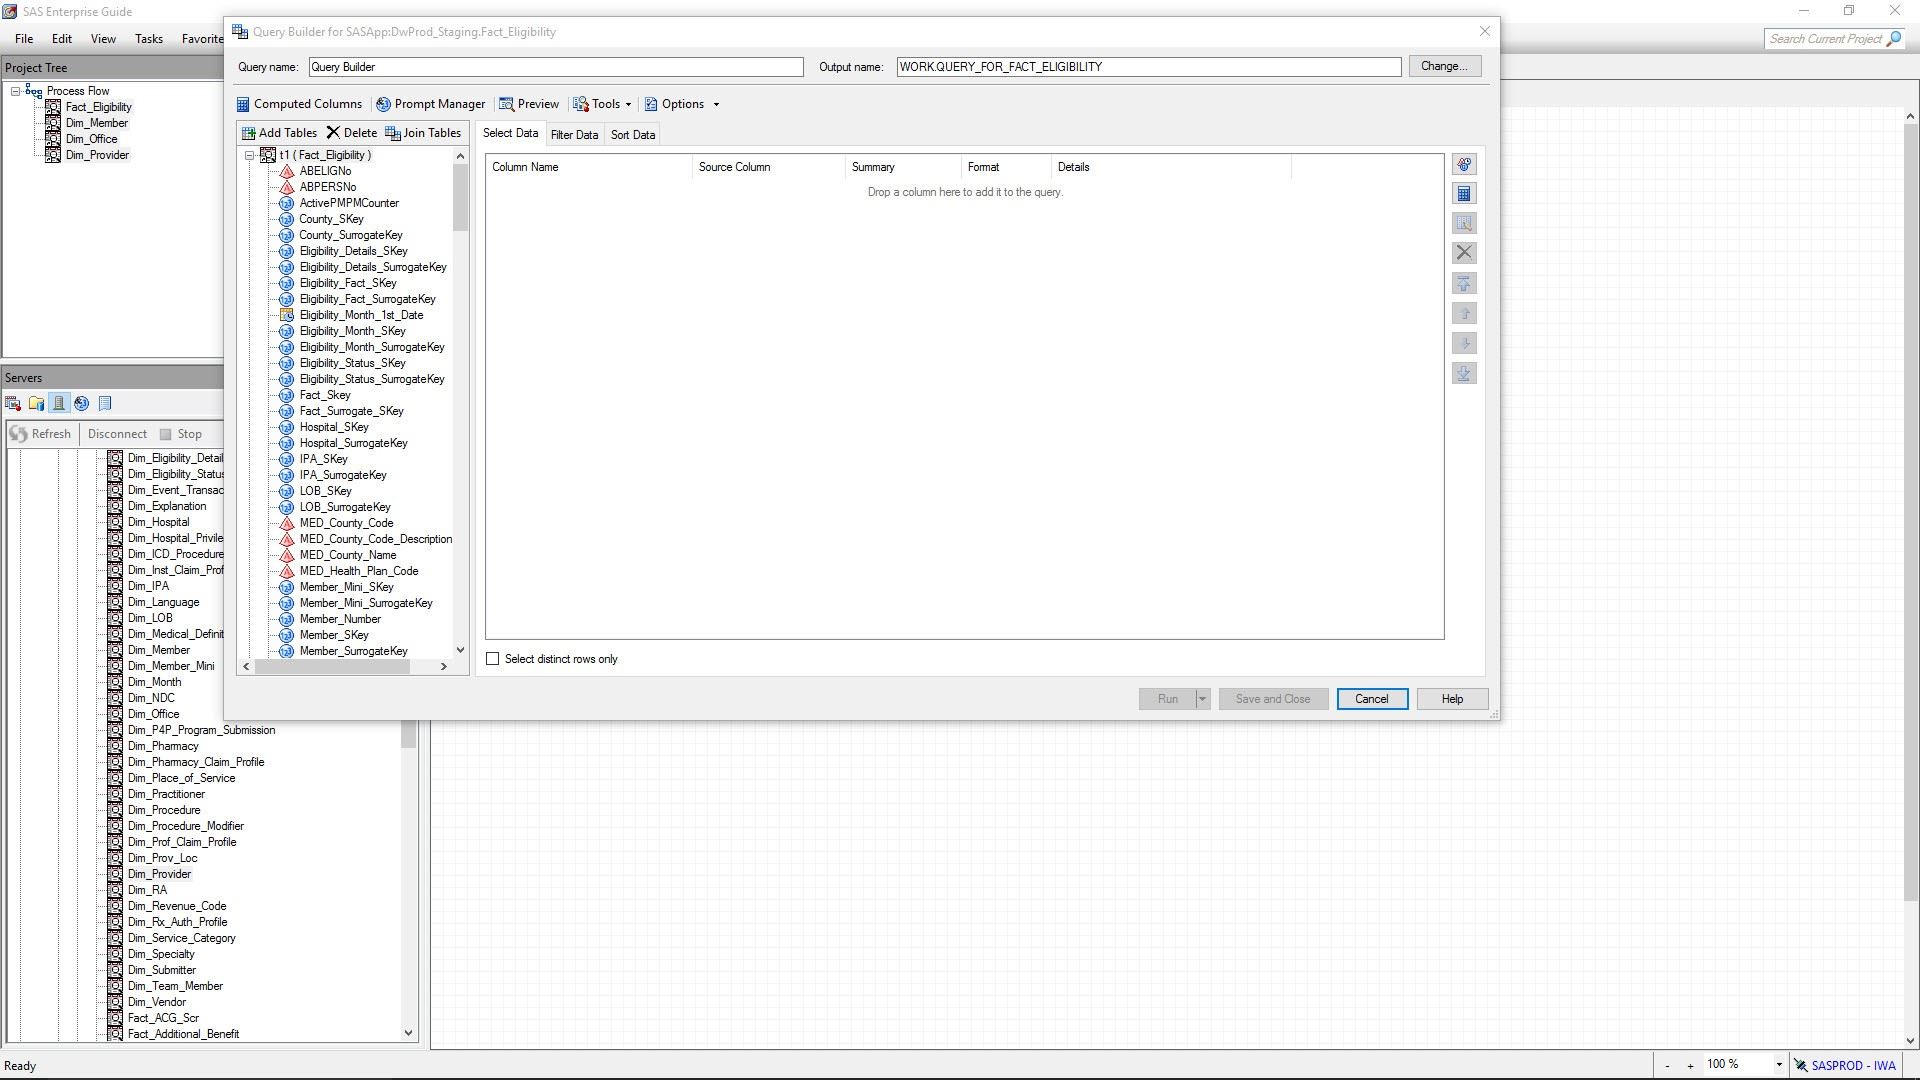 SAS Enterprise Guide
File Edit View Tasks Favorite
Search Current Project
Project Tree
Process Flow
Fact_Eligibility
Dim_Member
Dim_Office
Dim_Provider
Servers
Refresh Disconnect Stop
Dim_Eligibility_Detail
Dim_Eligibility_Status
Dim_Event_Transac
Dim_Explanation
Dim_Hospital
Dim_Hospital_Privile
Dim_ICD_Procedure
Dim_Inst_Claim_Prof
Dim_IPA
Dim_Language
Dim_LOB
Dim_Medical_Definit
Dim_Member
Dim_Member_Mini
Dim_Month
Dim_NDC
Dim_Office
Dim_P4P_Program_Submission
Dim_Pharmacy
Dim_Pharmacy_Claim_Profile
Dim_Place_of_Service
Dim_Practitioner
Dim_Procedure
Dim_Procedure_Modifier
Dim_Prof_Claim_Profile
Dim_Prov_Loc
Dim_Provider
Dim_RA
Dim_Revenue_Code
Dim_Rx_Auth_Profile
Dim_Service_Category
Dim_Specialty
Dim_Submitter
Dim_Team_Member
Dim_Vendor
Fact_ACG_Scr
Fact_Additional_Benefit
Query Builder for SASApp:DwProd_Staging.Fact_Eligibility
Query name: Query Builder Output name: WORK.QUERY_FOR_FACT_ELIGIBILITY Change...
Computed Columns Prompt Manager Preview Tools Options
Add Tables Delete Join Tables
t1 ( Fact_Eligibility )
ABELIGNo
ABPERSNo
ActivePMPMCounter
County_SKey
County_SurrogateKey
Eligibility_Details_SKey
Eligibility_Details_SurrogateKey
Eligibility_Fact_SKey
Eligibility_Fact_SurrogateKey
Eligibility_Month_1st_Date
Eligibility_Month_SKey
Eligibility_Month_SurrogateKey
Eligibility_Status_SKey
Eligibility_Status_SurrogateKey
Fact_Skey
Fact_Surrogate_SKey
Hospital_SKey
Hospital_SurrogateKey
IPA_SKey
IPA_SurrogateKey
LOB_SKey
LOB_SurrogateKey
MED_County_Code
MED_County_Code_Description
MED_County_Name
MED_Health_Plan_Code
Member_Mini_SKey
Member_Mini_SurrogateKey
Member_Number
Member_SKey
Member_SurrogateKey
Select Data Filter Data Sort Data
Column Name Source Column Summary Format Details
Drop a column here to add it to the query.
Select distinct rows only
Run Save and Close Cancel Help
Ready
- + 100 % SASPROD - IWA